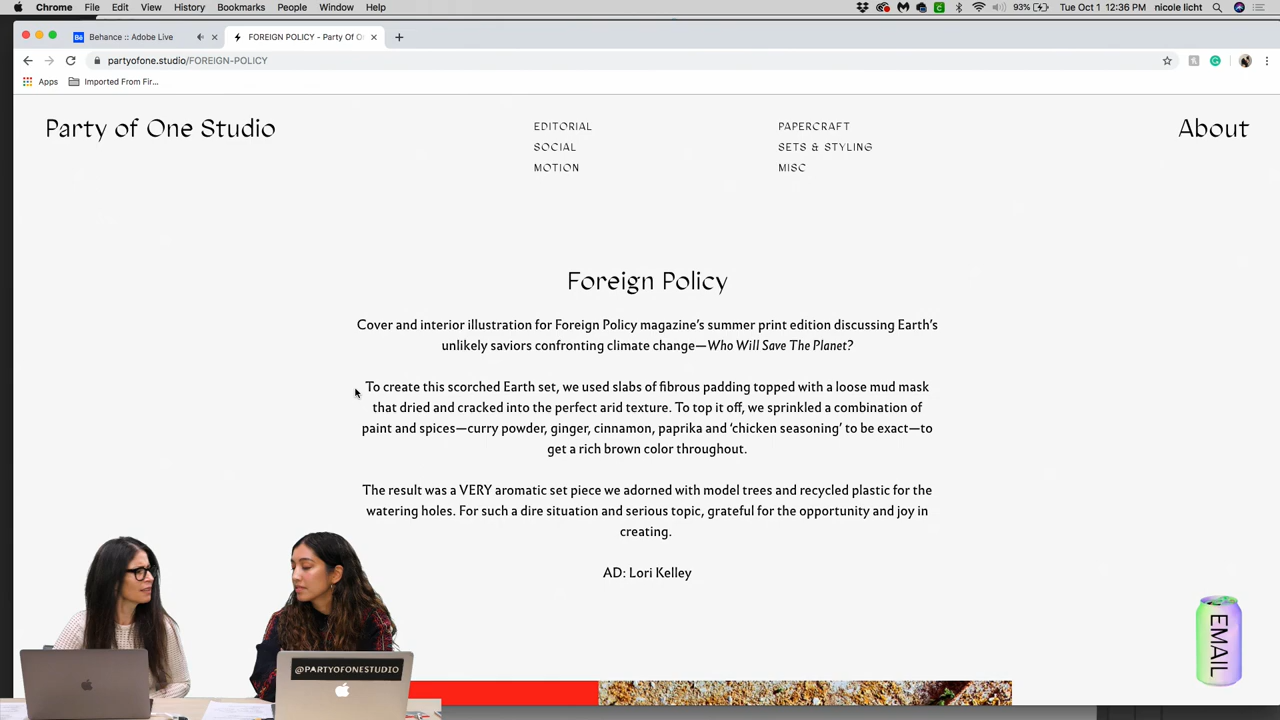 Chrome File Edit View History Bookmarks People Window Help 93% Tue Oct 1 12:36 PM nicole licht
Behance :: Adobe Live
FOREIGN POLICY - Party Of O
partyofone.studio/FOREIGN-POLICY
Apps Imported From Fir...
Party of One Studio
EDITORIAL
SOCIAL
MOTION
PAPERCRAFT
SETS & STYLING
MISC
About
Foreign Policy
Cover and interior illustration for Foreign Policy magazine's summer print edition discussing Earth's
unlikely saviors confronting climate change—Who Will Save The Planet?
To create this scorched Earth set, we used slabs of fibrous padding topped with a loose mud mask
that dried and cracked into the perfect arid texture. To top it off, we sprinkled a combination of
paint and spices—curry powder, ginger, cinnamon, paprika and ‘chicken seasoning’ to be exact—to
get a rich brown color throughout.
The result was a VERY aromatic set piece we adorned with model trees and recycled plastic for the
watering holes. For such a dire situation and serious topic, grateful for the opportunity and joy in
creating.
AD: Lori Kelley
EMAIL
@PARTYOFONESTUDIO